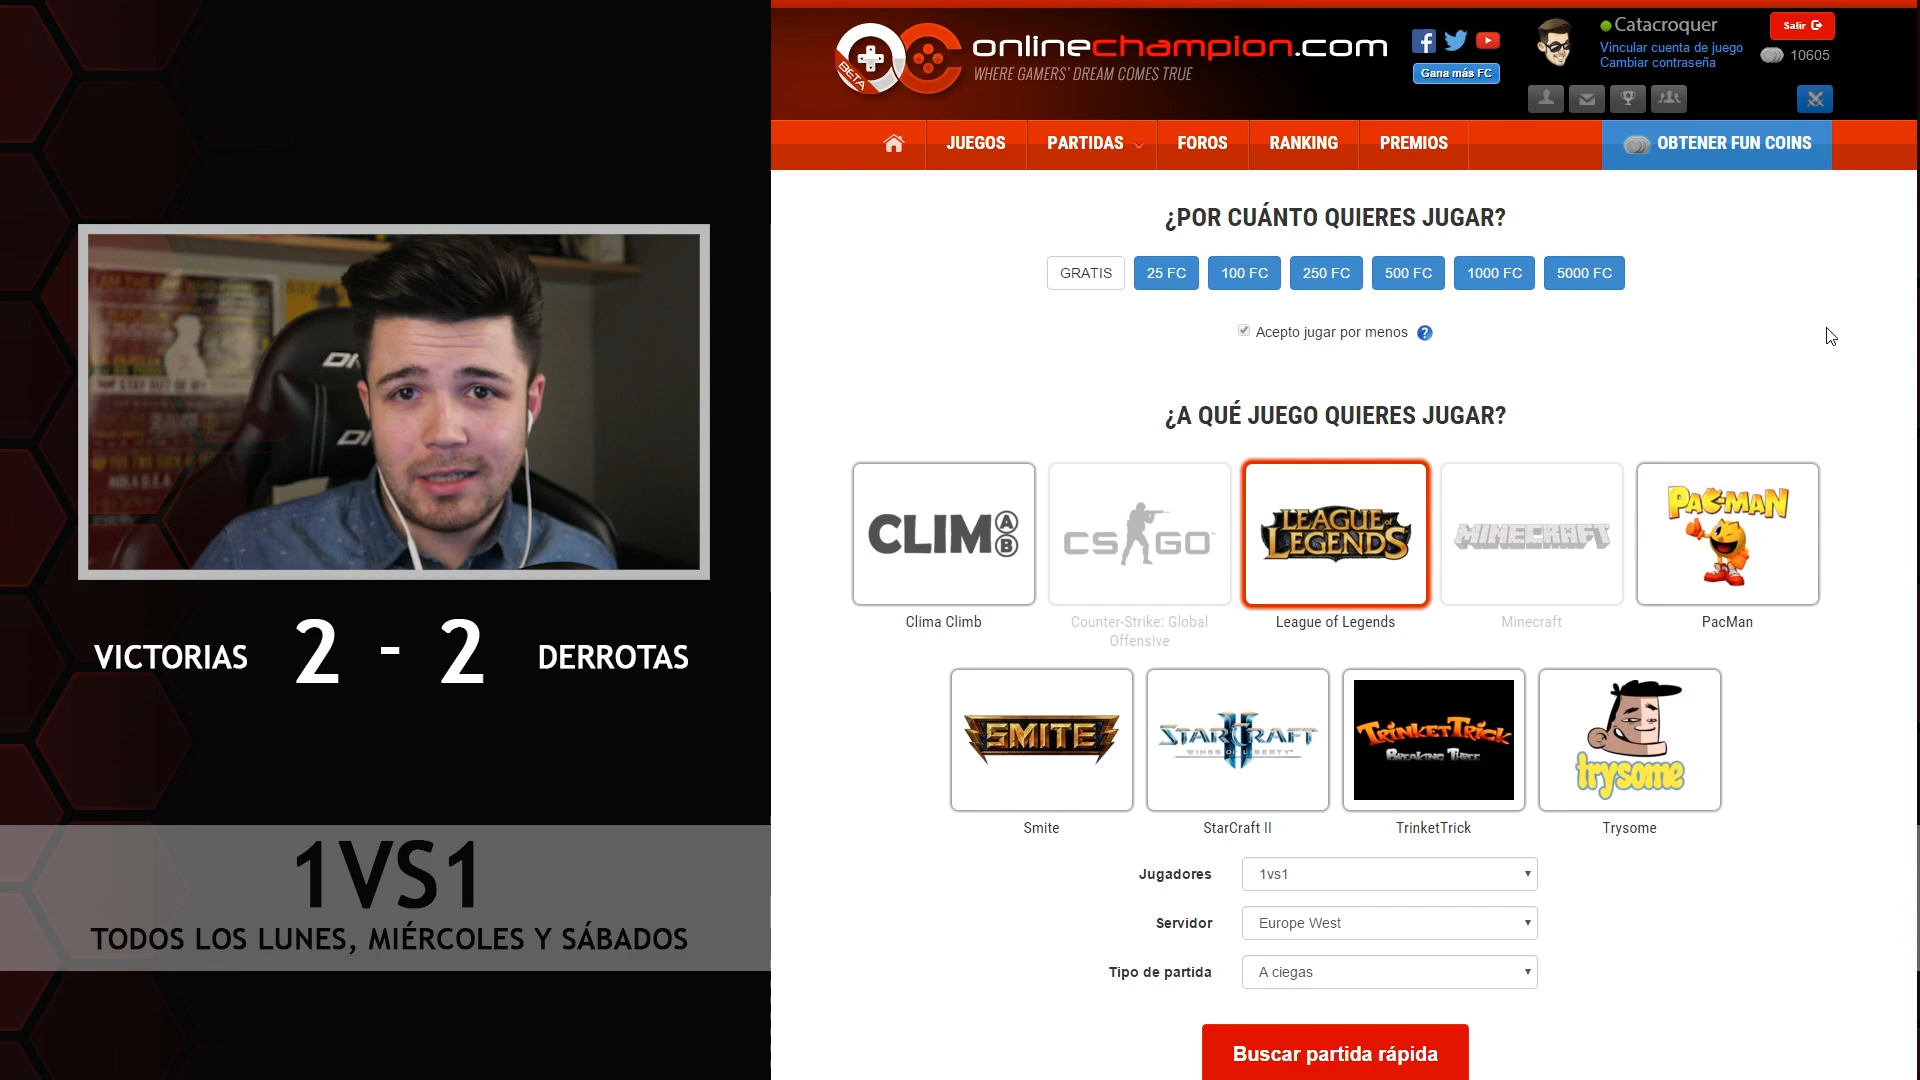 VICTORIAS 2 - 2 DERROTAS
1VS1
TODOS LOS LUNES, MIÉRCOLES Y SÁBADOS
BETA
onlinechampion.com
WHERE GAMERS' DREAM COMES TRUE
Gana más FC
Catacroquer
Vincular cuenta de juego
Cambiar contraseña
Salir
10605
JUEGOS PARTIDAS FOROS RANKING PREMIOS OBTENER FUN COINS
¿POR CUÁNTO QUIERES JUGAR?
GRATIS 25 FC 100 FC 250 FC 500 FC 1000 FC 5000 FC
Acepto jugar por menos ?
¿A QUÉ JUEGO QUIERES JUGAR?
CLIMB A B
CS GO
LEAGUE of LEGENDS
MINECRAFT
PAC-MAN
Clima Climb
Counter-Strike: Global
Offensive
League of Legends
Minecraft
PacMan
SMITE
STARCRAFT II
WINGS OF LIBERTY
TRINKETTRICK
BREAKING THREE
trysome
Smite
StarCraft II
TrinketTrick
Trysome
Jugadores 1vs1
Servidor Europe West
Tipo de partida A ciegas
Buscar partida rápida